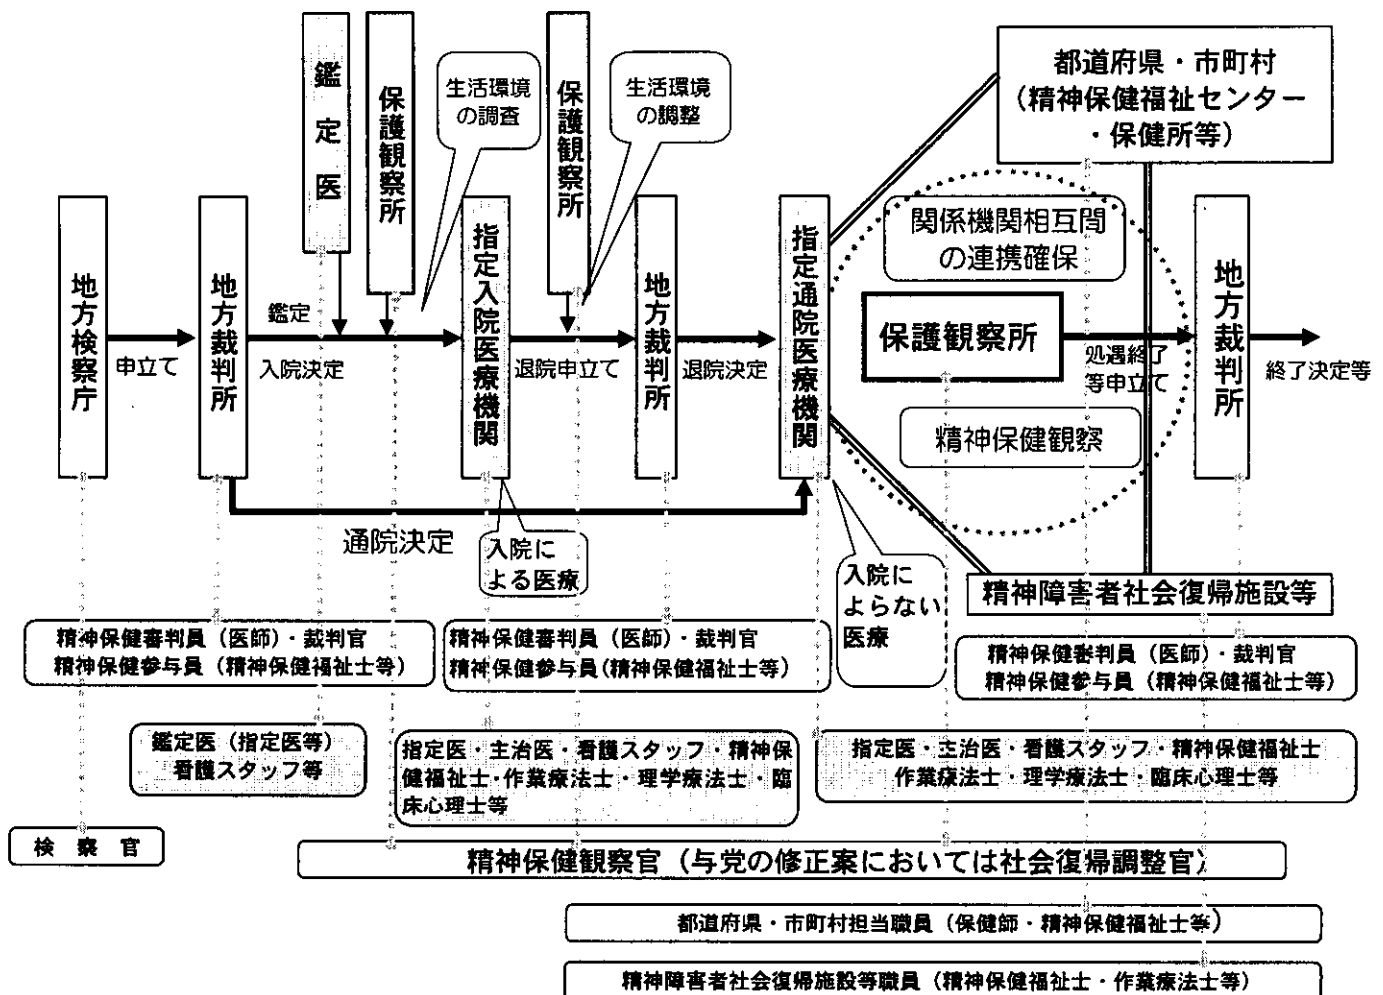 鑑定医
保護観察所
生活環境
の調査
保護観察所
生活環境
の調整
都道府県・市町村
(精神保健福祉センター
・保健所等)
地方検察庁
申立て
地方裁判所
鑑定
入院決定
指定入院医療機関
退院申立て
地方裁判所
退院決定
指定通院医療機関
関係機関相互間
の連携確保
保護観察所
処遇終了
等申立て
精神保健観察
地方裁判所
終了決定等
通院決定
入院に
よる医療
入院に
よらない
医療
精神障害者社会復帰施設等
精神保健審判員(医師)・裁判官
精神保健参与員(精神保健福祉士等)
精神保健審判員(医師)・裁判官
精神保健参与員(精神保健福祉士等)
精神保健審判員(医師)・裁判官
精神保健参与員(精神保健福祉士等)
鑑定医(指定医等)
看護スタッフ等
指定医・主治医・看護スタッフ・精神保
健福祉士・作業療法士・理学療法士・臨
床心理士等
指定医・主治医・看護スタッフ・精神保健福祉士
作業療法士・理学療法士・臨床心理士等
検察官
精神保健観察官(与党の修正案においては社会復帰調整官)
都道府県・市町村担当職員(保健師・精神保健福祉士等)
精神障害者社会復帰施設等職員(精神保健福祉士・作業療法士等)